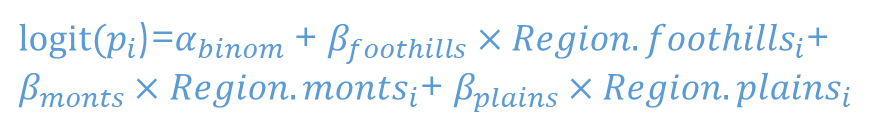 logit(pᵢ)=α_binom + β_foothills × Region. foothillsᵢ+
β_monts × Region. montsᵢ+ β_plains × Region. plainsᵢ